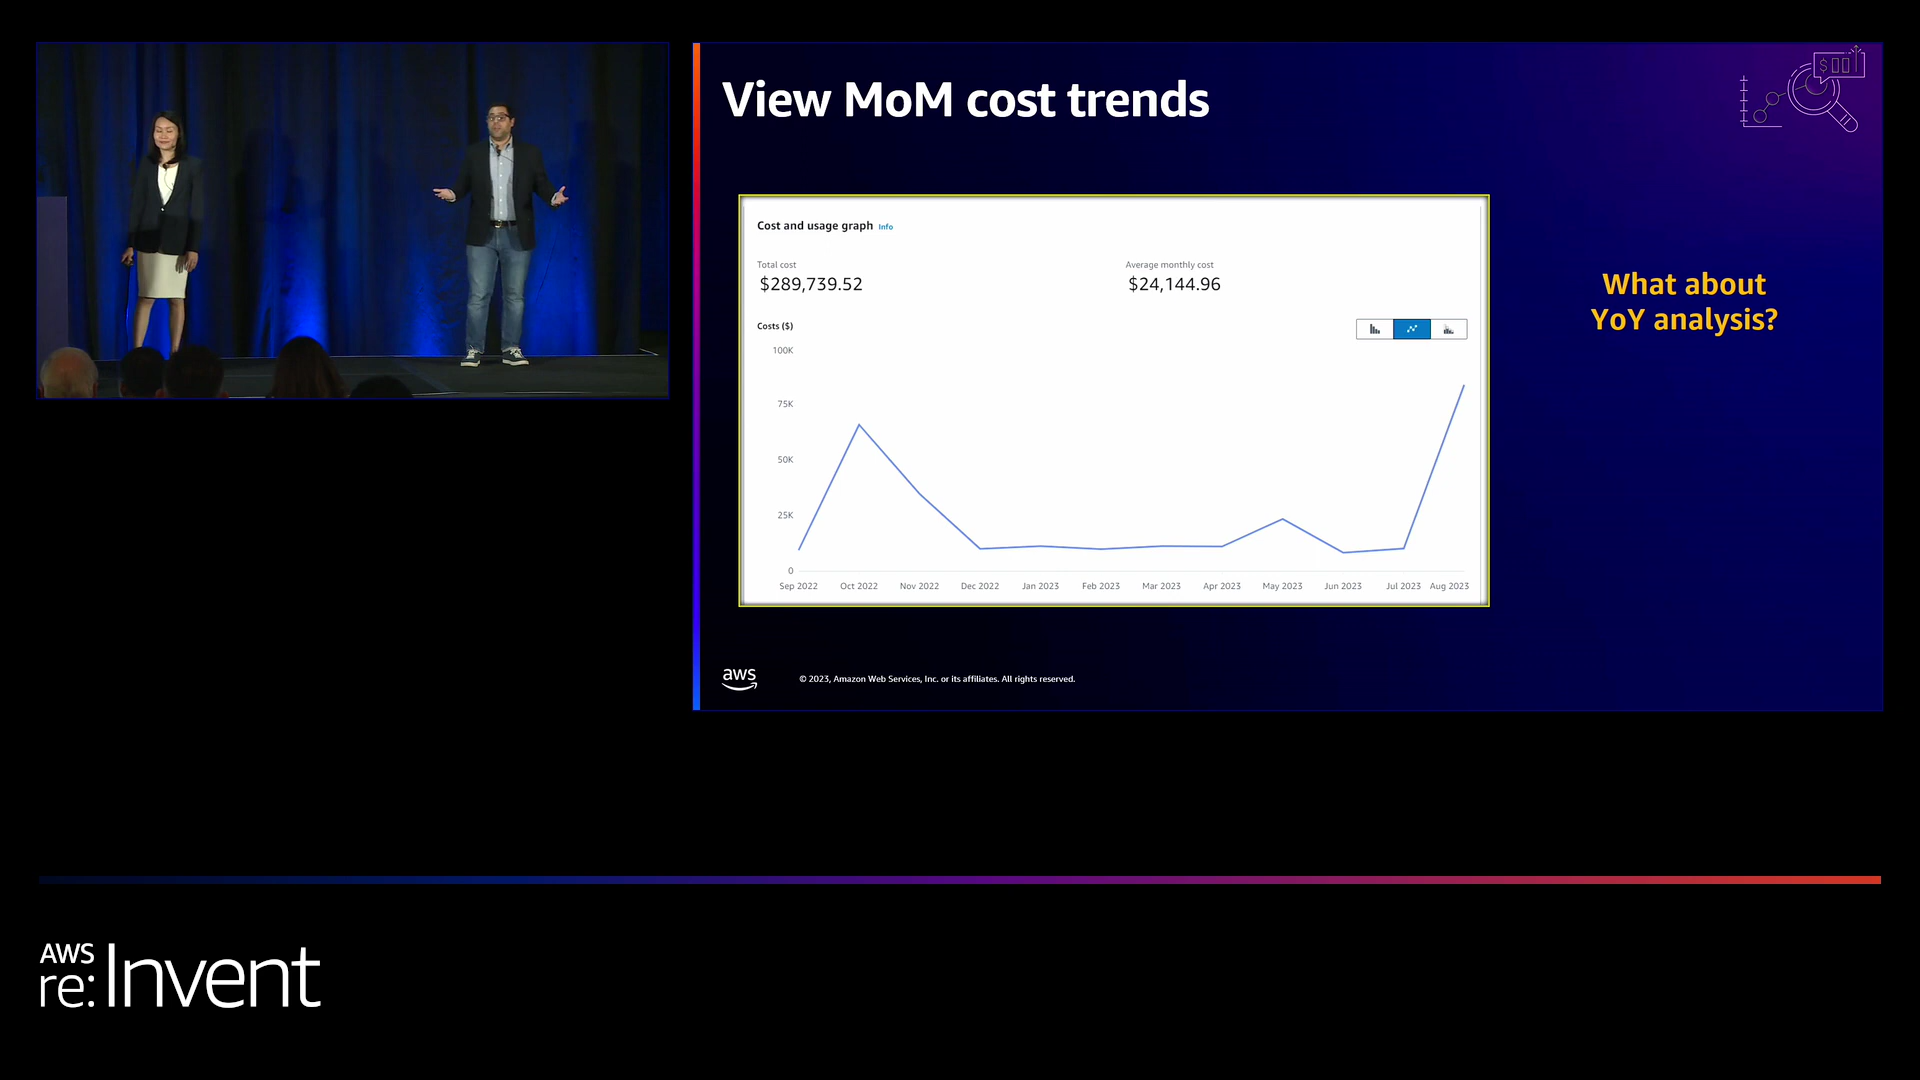 View MoM cost trends
$
Cost and usage graph Info
Total cost
$289,739.52
Average monthly cost
$24,144.96
Costs ($)
100K
75K
50K
25K
0
Sep 2022 Oct 2022 Nov 2022 Dec 2022 Jan 2023 Feb 2023 Mar 2023 Apr 2023 May 2023 Jun 2023 Jul 2023 Aug 2023
What about
YoY analysis?
aws
© 2023, Amazon Web Services, Inc. or its affiliates. All rights reserved.
AWS
re:Invent